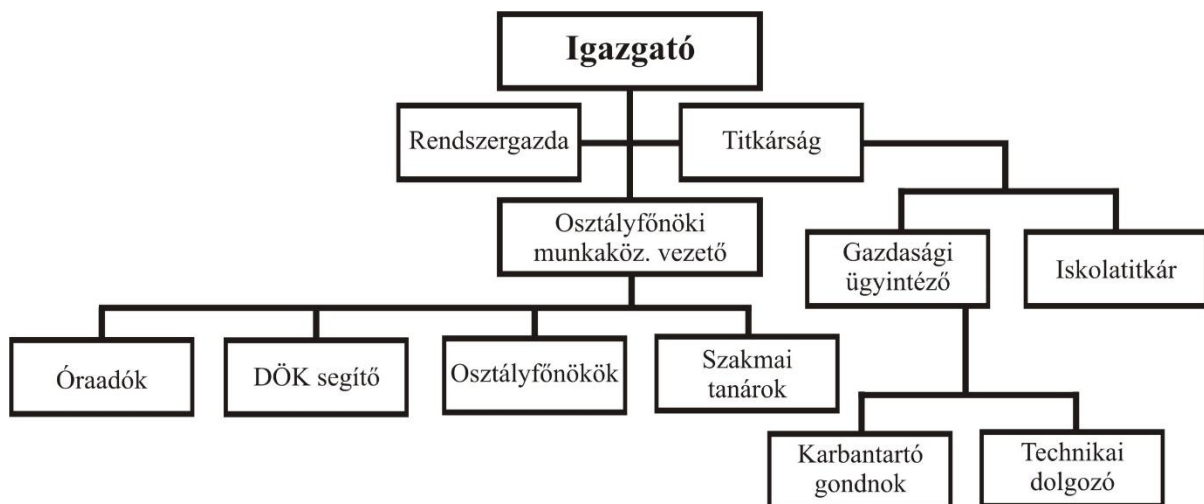 Igazgató
Rendszergazda
Titkárság
Osztályfőnöki
munkaköz. vezető
Gazdasági
ügyintéző
Iskolatitkár
Óraadók
DÖK segítő
Osztályfőnökök
Szakmai
tanárok
Karbantartó
gondnok
Technikai
dolgozó